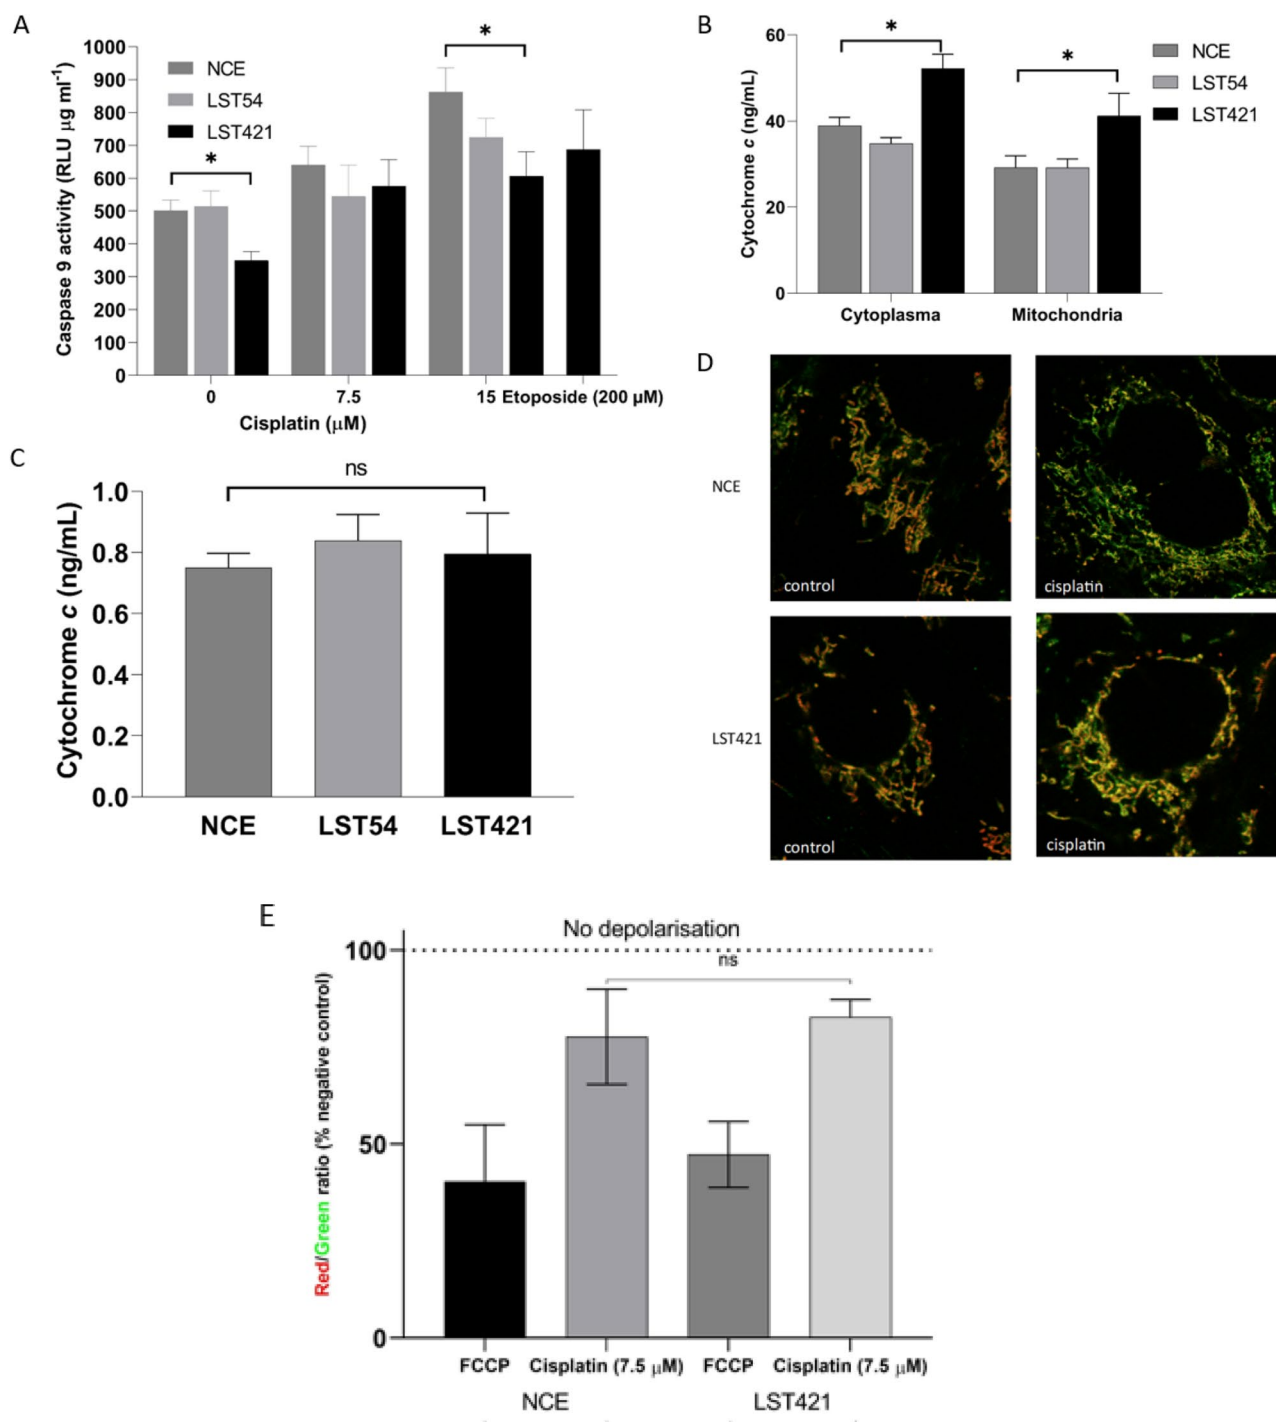 A
Caspase 9 activity (RLU µg ml-1)
1000
900
800
700
600
500
400
300
200
100
0
NCE
LST54
LST421
*
*
0 7.5 15 Etoposide (200 µM)
Cisplatin (µM)
B
Cytochrome c (ng/mL)
60
40
20
0
*
*
NCE
LST54
LST421
Cytoplasma Mitochondria
C
Cytochrome c (ng/mL)
1.0
0.8
0.6
0.4
0.2
0.0
ns
NCE LST54 LST421
D
NCE
control cisplatin
LST421
control cisplatin
E
Red/Green ratio (% negative control)
No depolarisation
100
ns
50
0
FCCP Cisplatin (7.5 µM) FCCP Cisplatin (7.5 µM)
NCE LST421